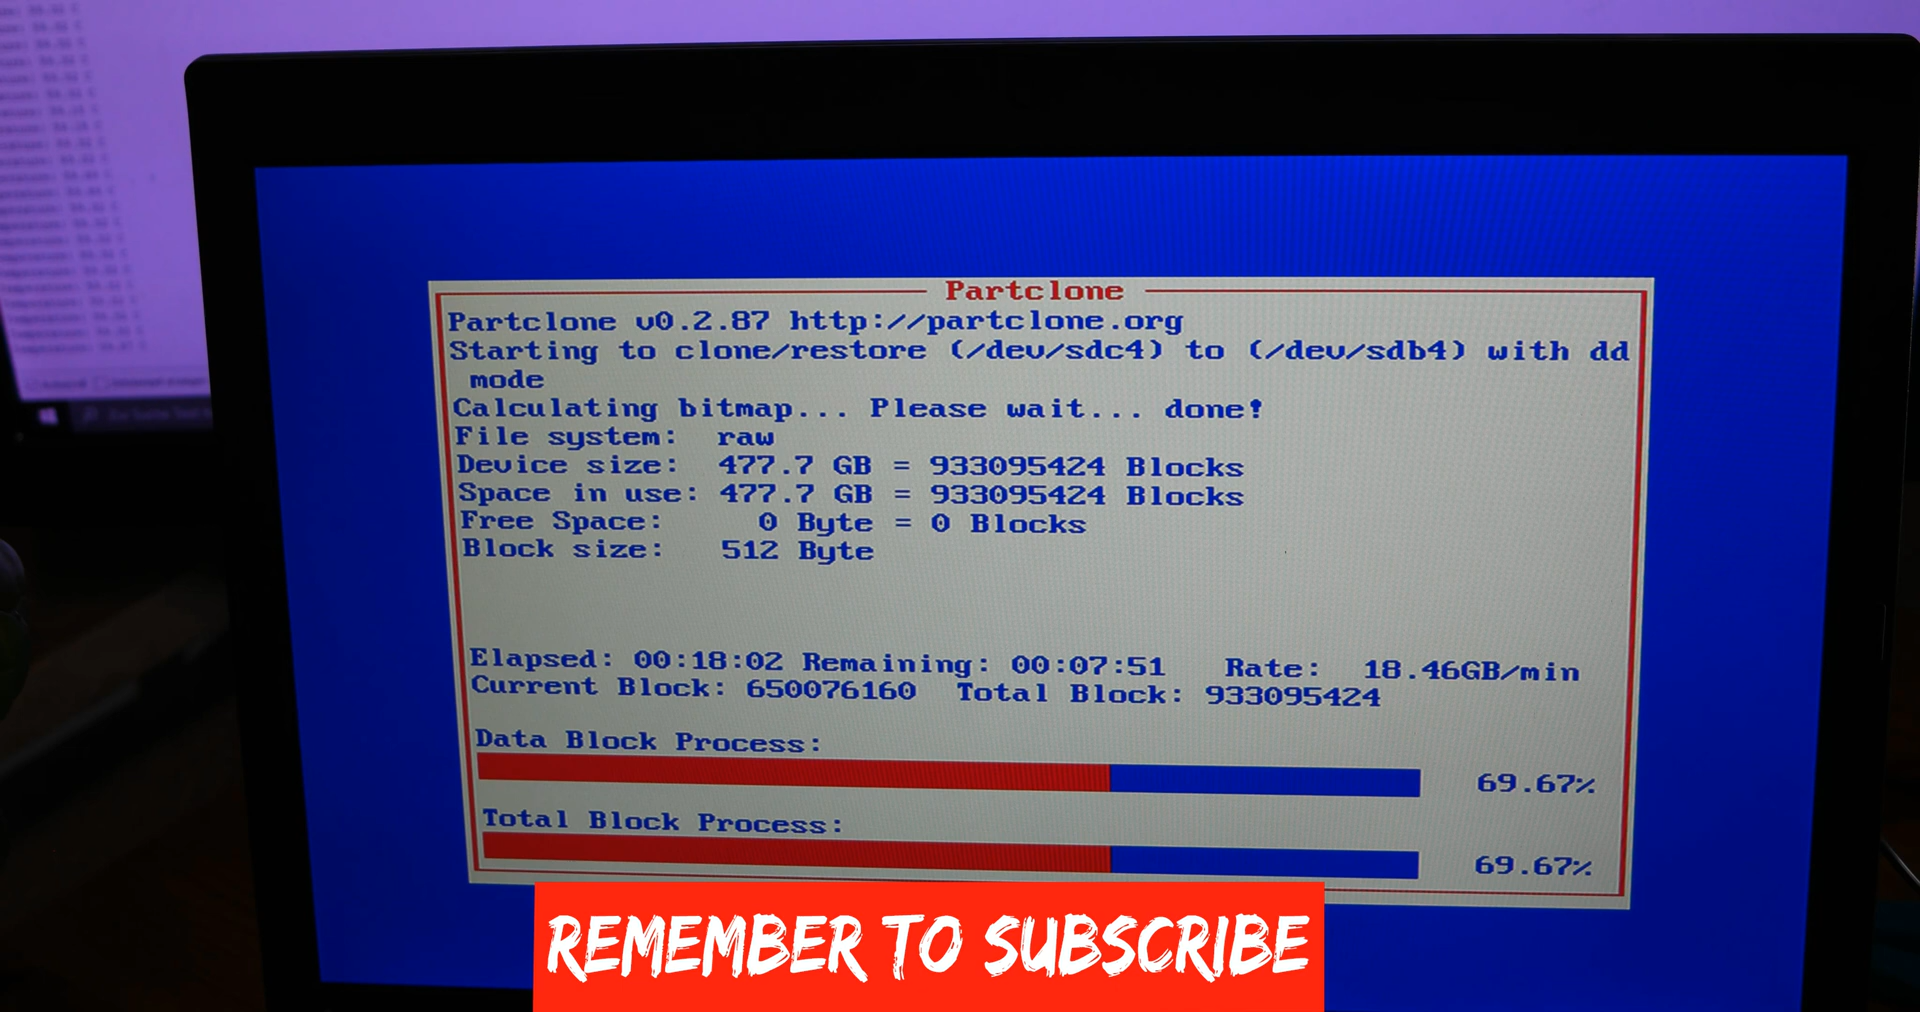 Partclone
Partclone v0.2.87 http://partclone.org
Starting to clone/restore (/dev/sdc4) to (/dev/sdb4) with dd
mode
Calculating bitmap... Please wait... done!
File system: raw
Device size: 477.7 GB = 933095424 Blocks
Space in use: 477.7 GB = 933095424 Blocks
Free Space: 0 Byte = 0 Blocks
Block size: 512 Byte
Elapsed: 00:18:02 Remaining: 00:07:51 Rate: 18.46GB/min
Current Block: 650076160 Total Block: 933095424
Data Block Process:
69.67%
Total Block Process:
69.67%
REMEMBER TO SUBSCRIBE